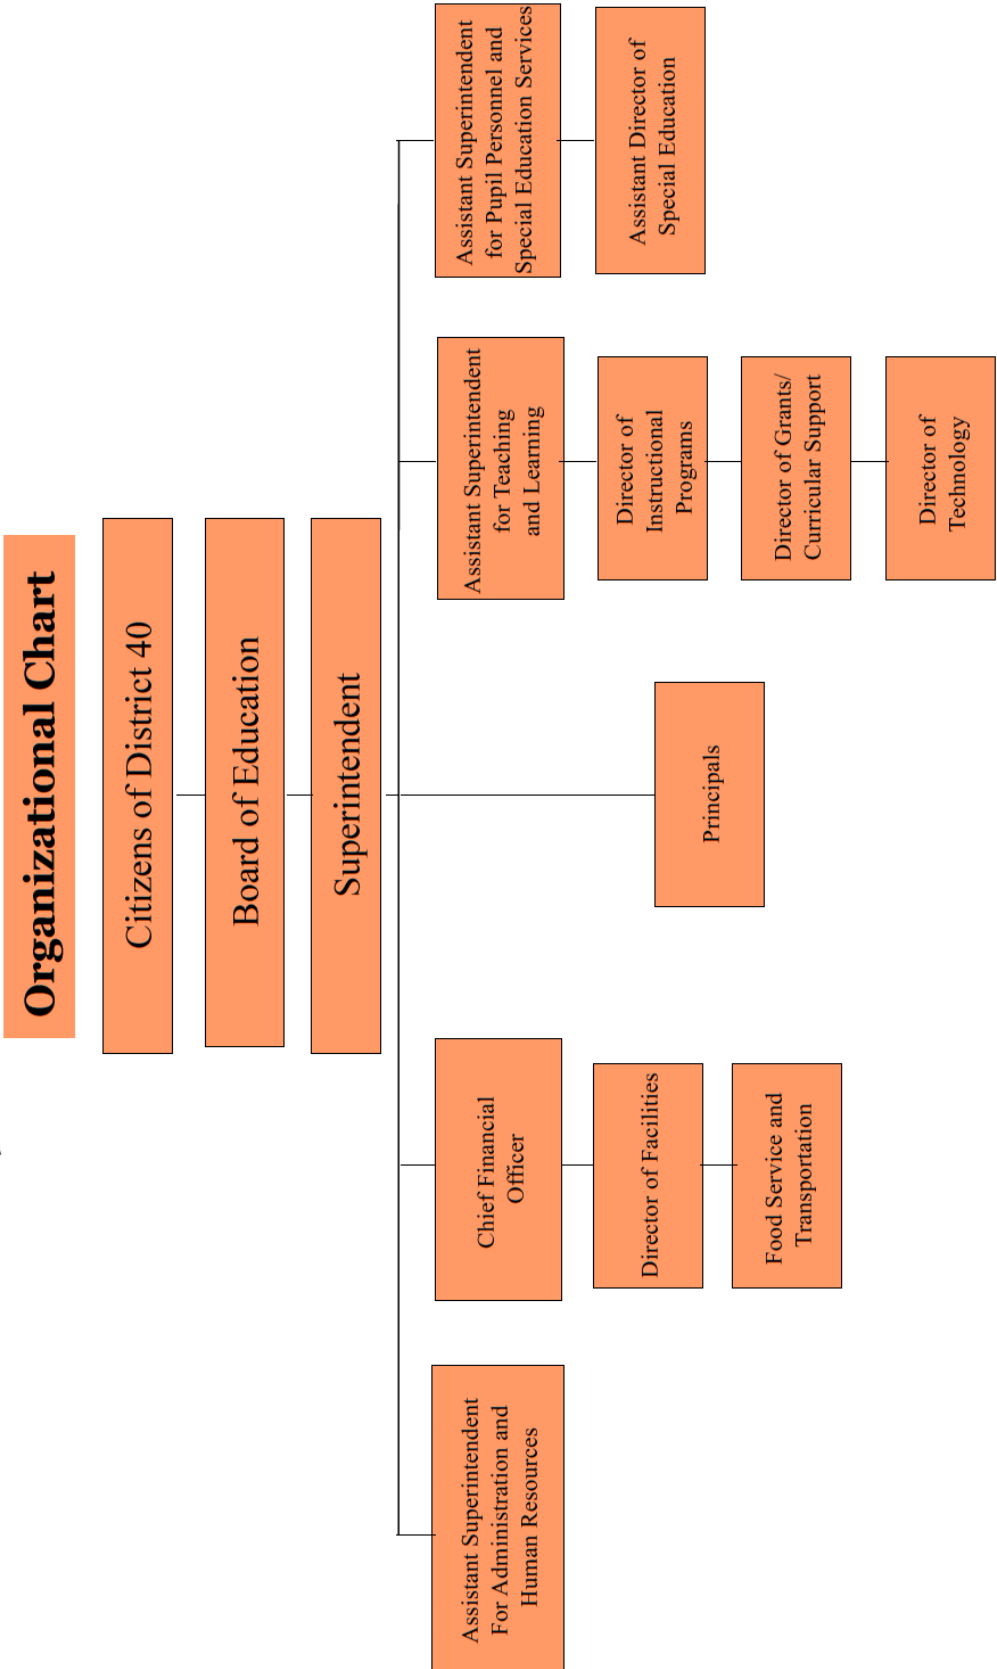 Organizational Chart
Citizens of District 40
Board of Education
Superintendent
Assistant Superintendent
For Administration and
Human Resources
Chief Financial
Officer
Director of Facilities
Food Service and
Transportation
Principals
Assistant Superintendent
for Teaching
and Learning
Director of
Instructional
Programs
Director of Grants/
Curricular Support
Director of
Technology
Assistant Superintendent
for Pupil Personnel and
Special Education Services
Assistant Director of
Special Education